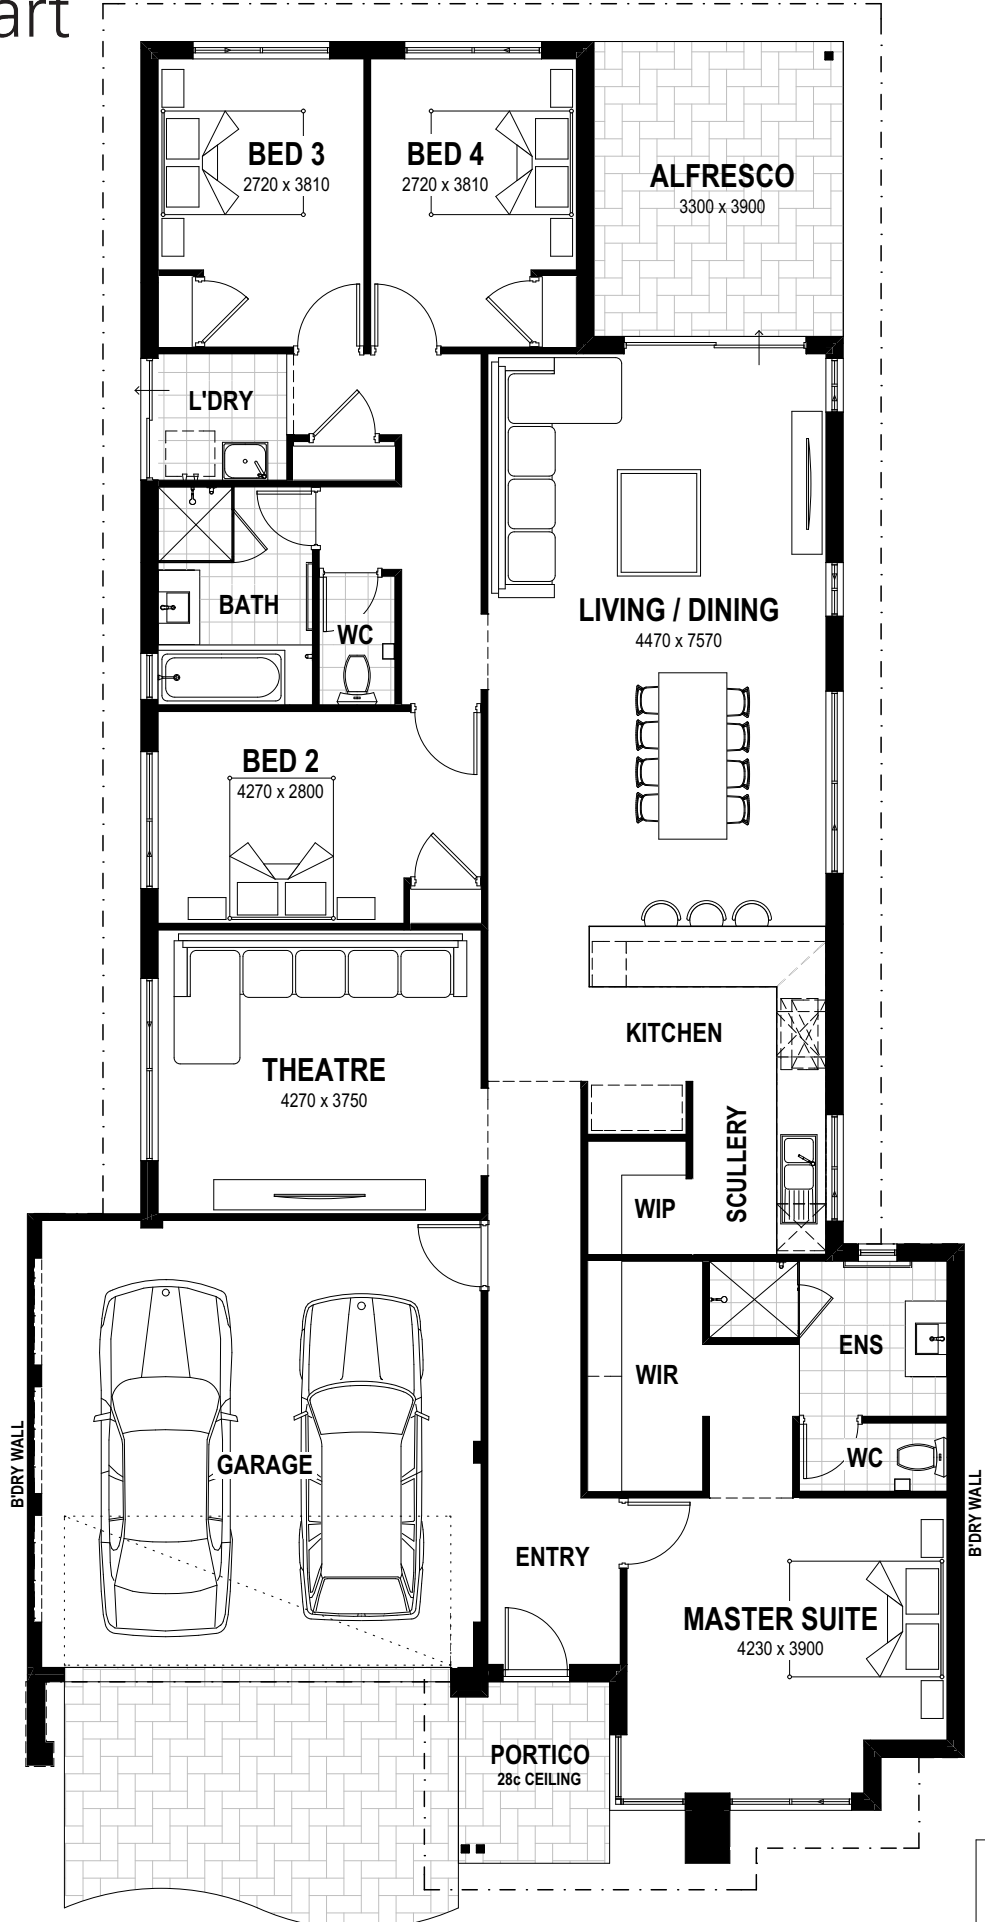 art
BED 3
2720 x 3810
BED 4
2720 x 3810
ALFRESCO
3300 x 3900
L'DRY
BATH
WC
LIVING / DINING
4470 x 7570
BED 2
4270 x 2800
THEATRE
4270 x 3750
KITCHEN
SCULLERY
WIP
WIR
ENS
WC
GARAGE
B'DRY WALL
B'DRY WALL
ENTRY
MASTER SUITE
4230 x 3900
PORTICO
28c CEILING